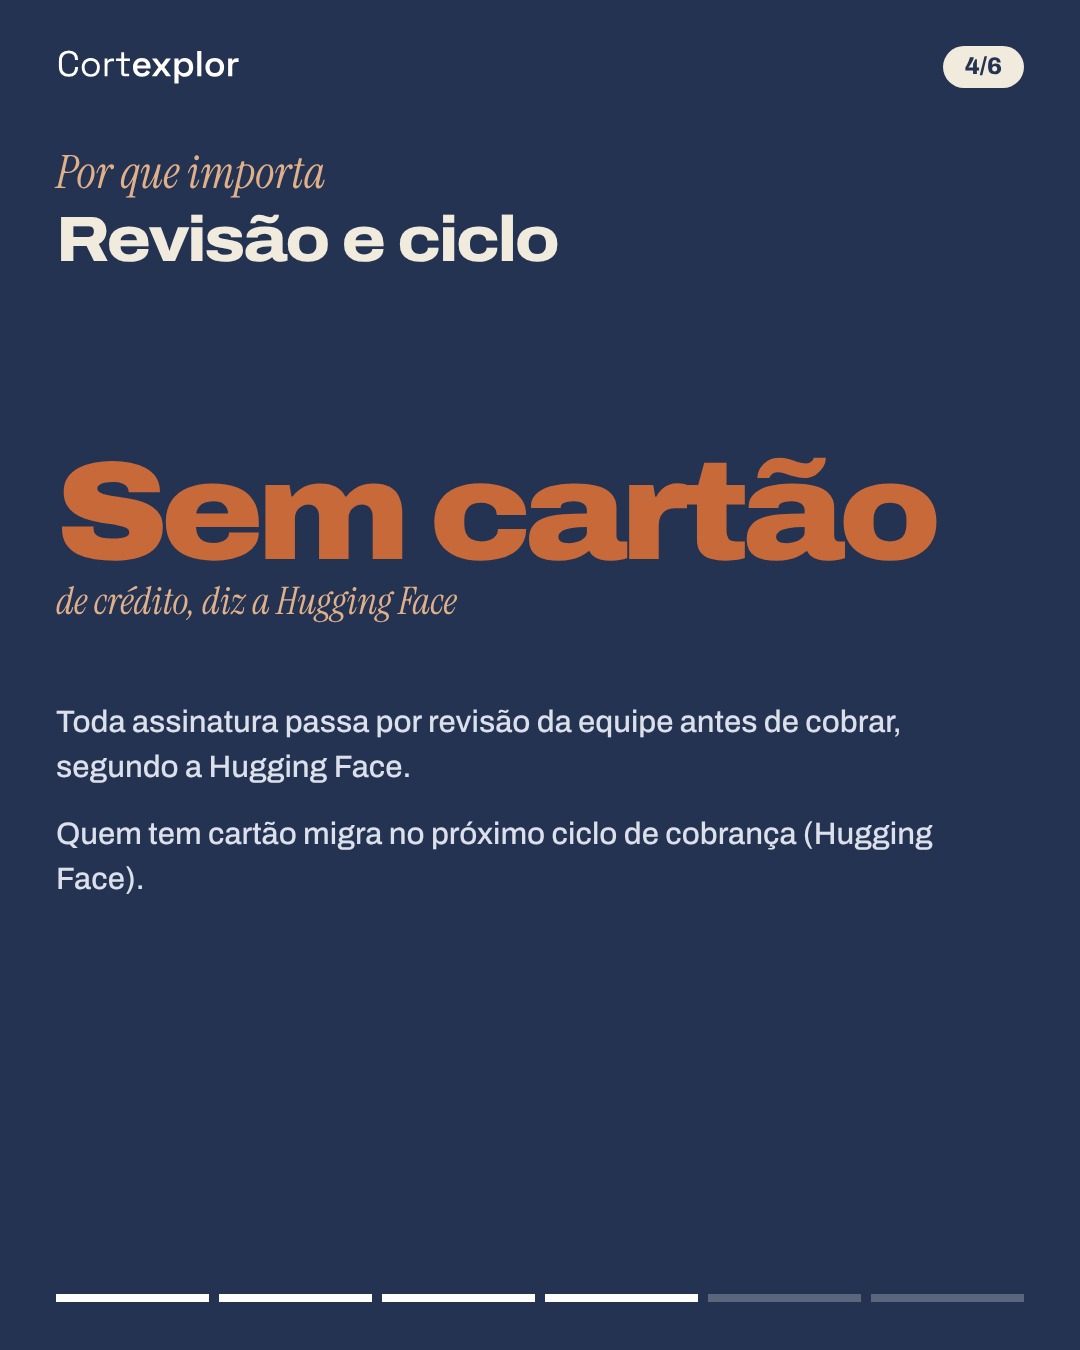 Cortexplor
4/6
Por que importa
Revisão e ciclo
Sem cartão
de crédito, diz a Hugging Face
Toda assinatura passa por revisão da equipe antes de cobrar,
segundo a Hugging Face.
Quem tem cartão migra no próximo ciclo de cobrança (Hugging
Face).